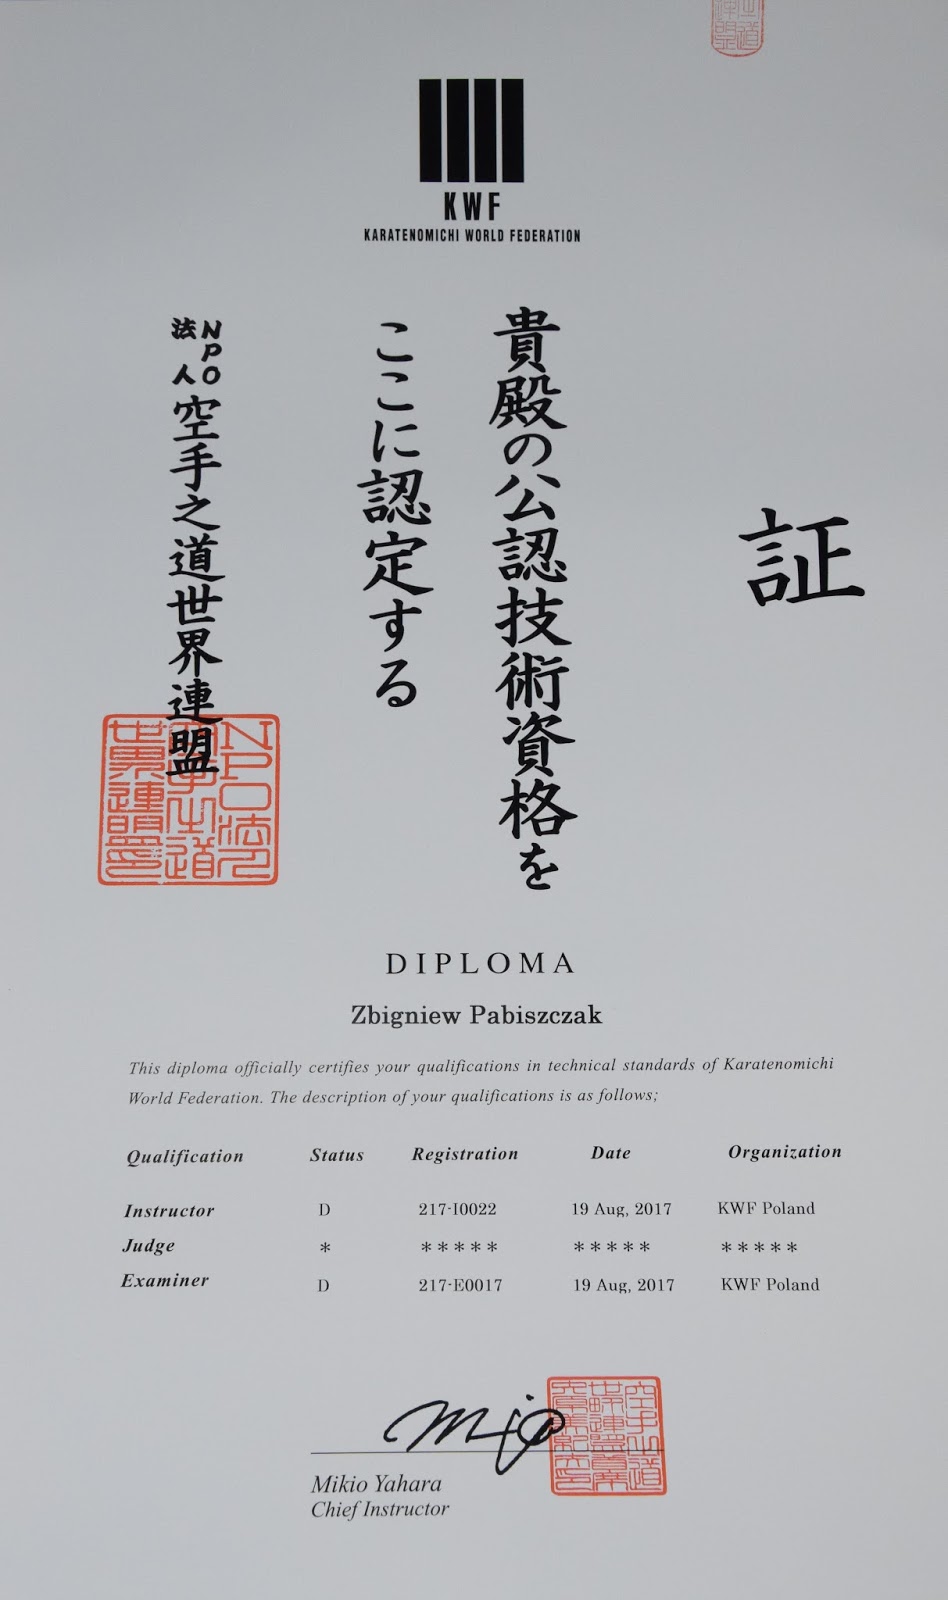 KWF
KARATENOMICHI WORLD FEDERATION
証
貴殿の公認技術資格を
ここに認定する
NPO法人 空手之道世界連盟
DIPLOMA
Zbigniew Pabiszczak
This diploma officially certifies your qualifications in technical standards of Karatenomichi
World Federation. The description of your qualifications is as follows;
Qualification Status Registration Date Organization
Instructor D 217-I0022 19 Aug, 2017 KWF Poland
Judge * ***** ***** *****
Examiner D 217-E0017 19 Aug, 2017 KWF Poland
Mikio Yahara
Chief Instructor